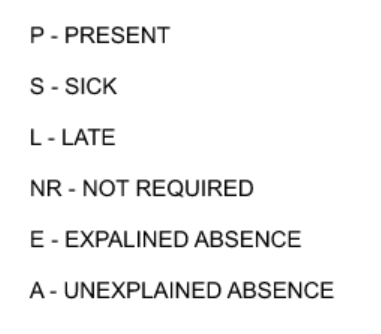 P - PRESENT
S - SICK
L - LATE
NR - NOT REQUIRED
E - EXPALINED ABSENCE
A - UNEXPLAINED ABSENCE